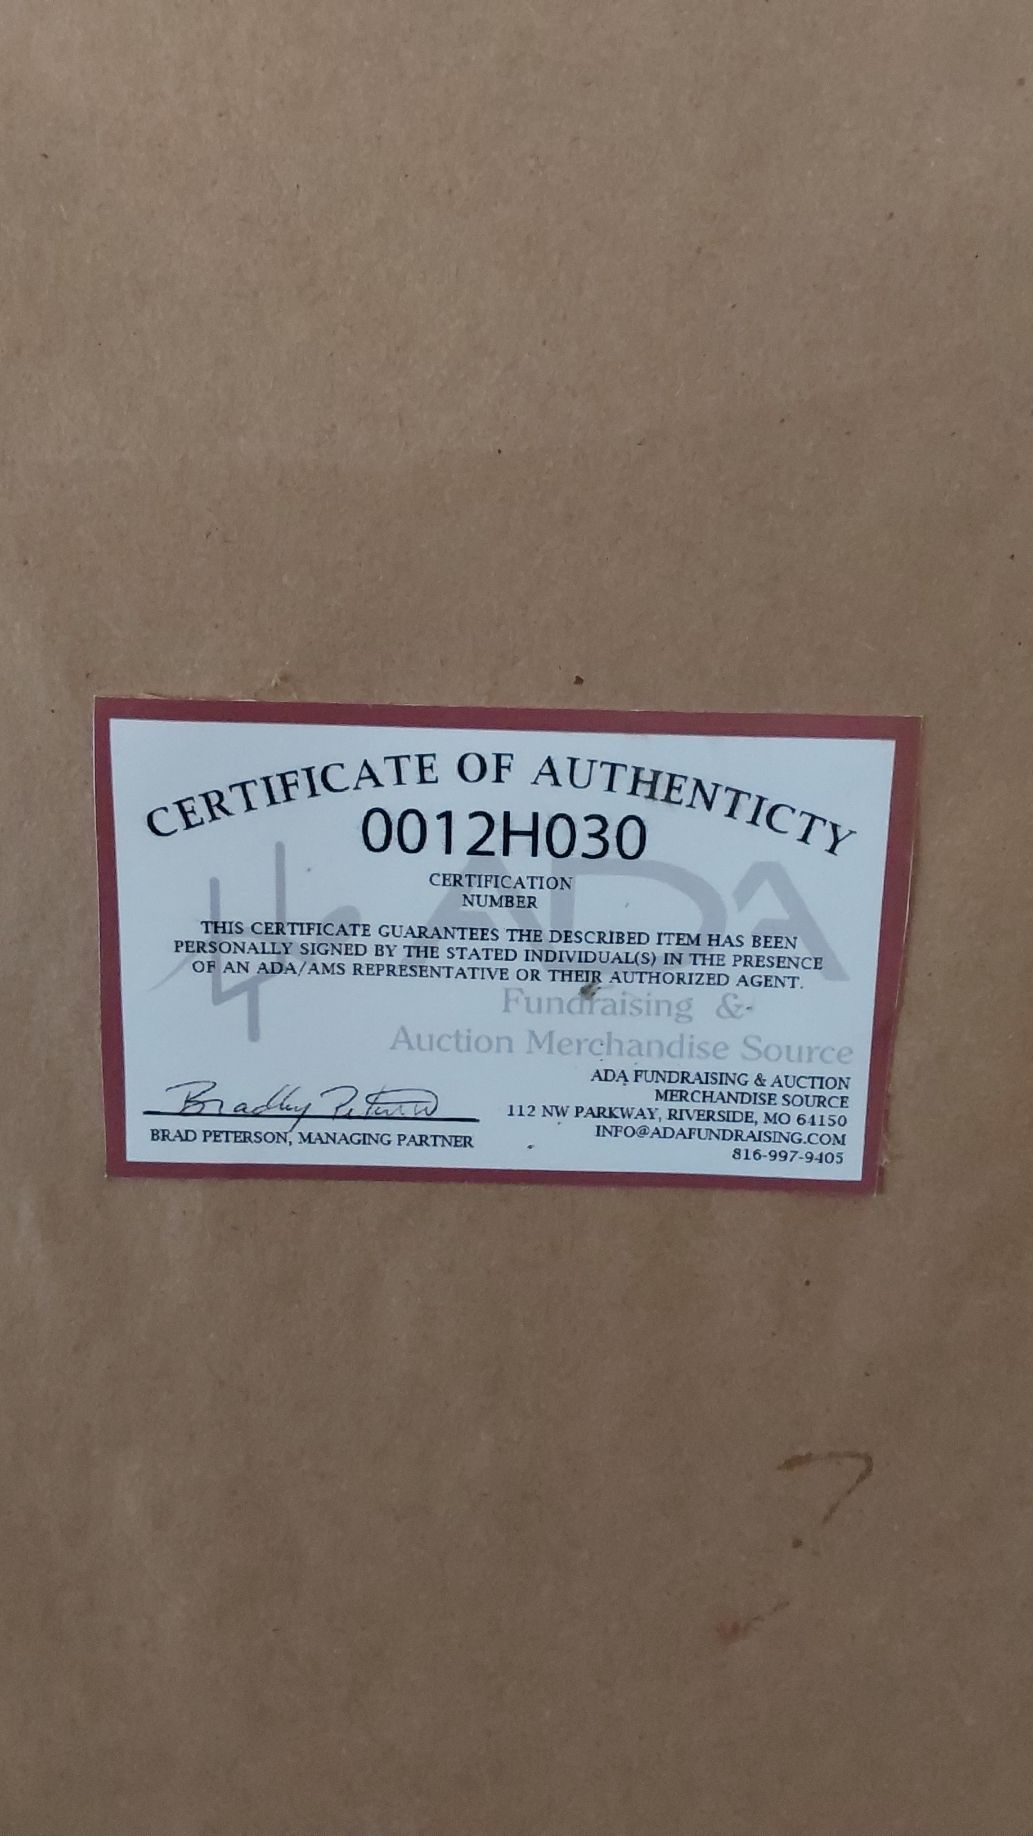 CERTIFICATE OF AUTHENTICTY
0012H030
CERTIFICATION
NUMBER
ADA
THIS CERTIFICATE GUARANTEES THE DESCRIBED ITEM HAS BEEN
PERSONALLY SIGNED BY THE STATED INDIVIDUAL(S) IN THE PRESENCE
OF AN ADA/AMS REPRESENTATIVE OR THEIR AUTHORIZED AGENT.
Fundraising &
Auction Merchandise Source
ADA FUNDRAISING & AUCTION
MERCHANDISE SOURCE
112 NW PARKWAY, RIVERSIDE, MO 64150
INFO@ADAFUNDRAISING.COM
816-997-9405
Bradley Peterson
BRAD PETERSON, MANAGING PARTNER